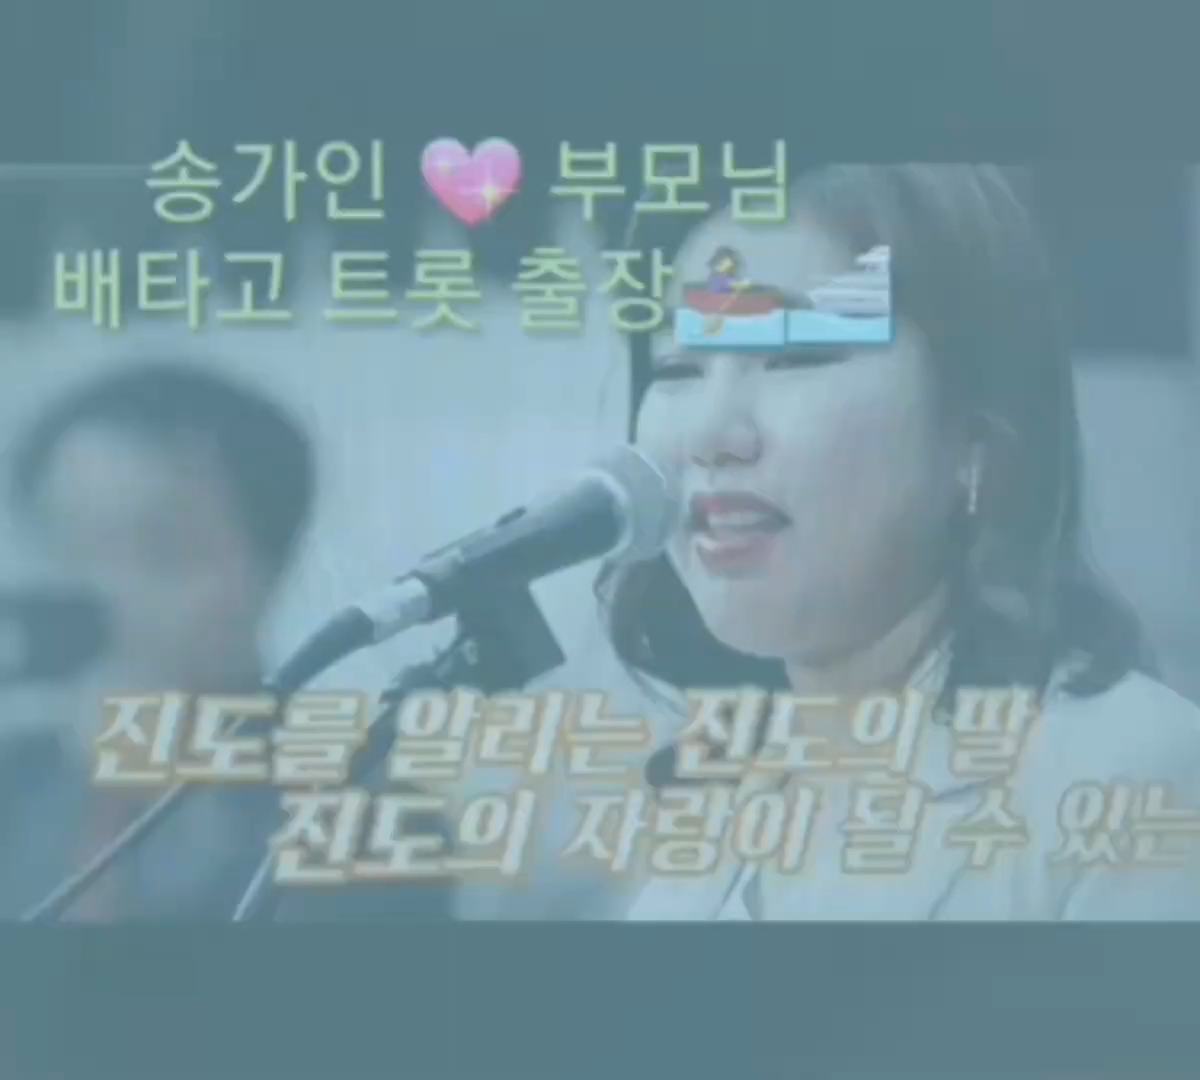 송가인 💖 부모님
배타고 트롯 출장🚣🛥
진도를 알리는 진도의 딸
진도의 자랑이 될 수 있는